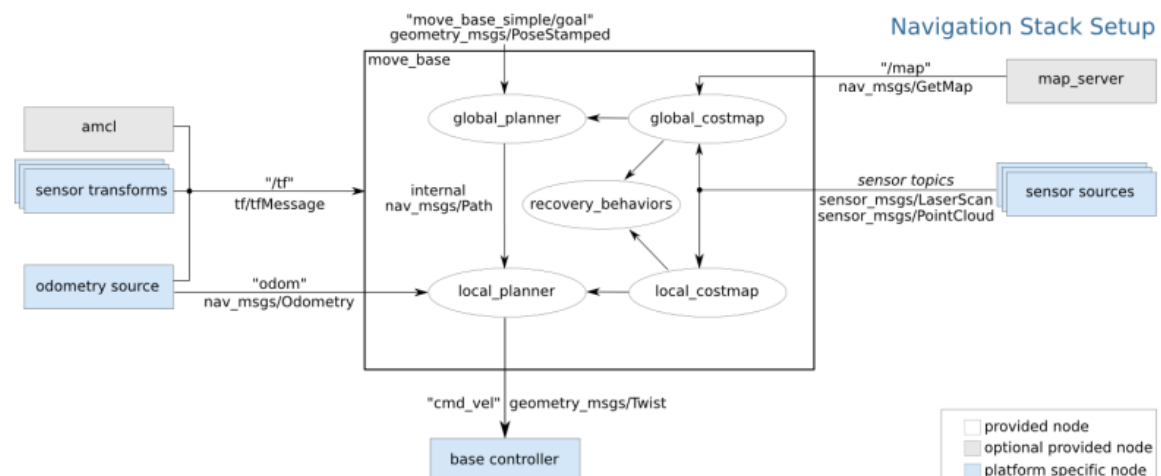 Navigation Stack Setup
"move_base_simple/goal"
geometry_msgs/PoseStamped
move_base
"/map"
nav_msgs/GetMap
map_server
global_planner
global_costmap
amcl
sensor transforms
"/tf"
tf/tfMessage
internal
nav_msgs/Path
recovery_behaviors
sensor topics
sensor_msgs/LaserScan
sensor_msgs/PointCloud
sensor sources
odometry source
"odom"
nav_msgs/Odometry
local_planner
local_costmap
"cmd_vel" geometry_msgs/Twist
base controller
provided node
optional provided node
platform specific node